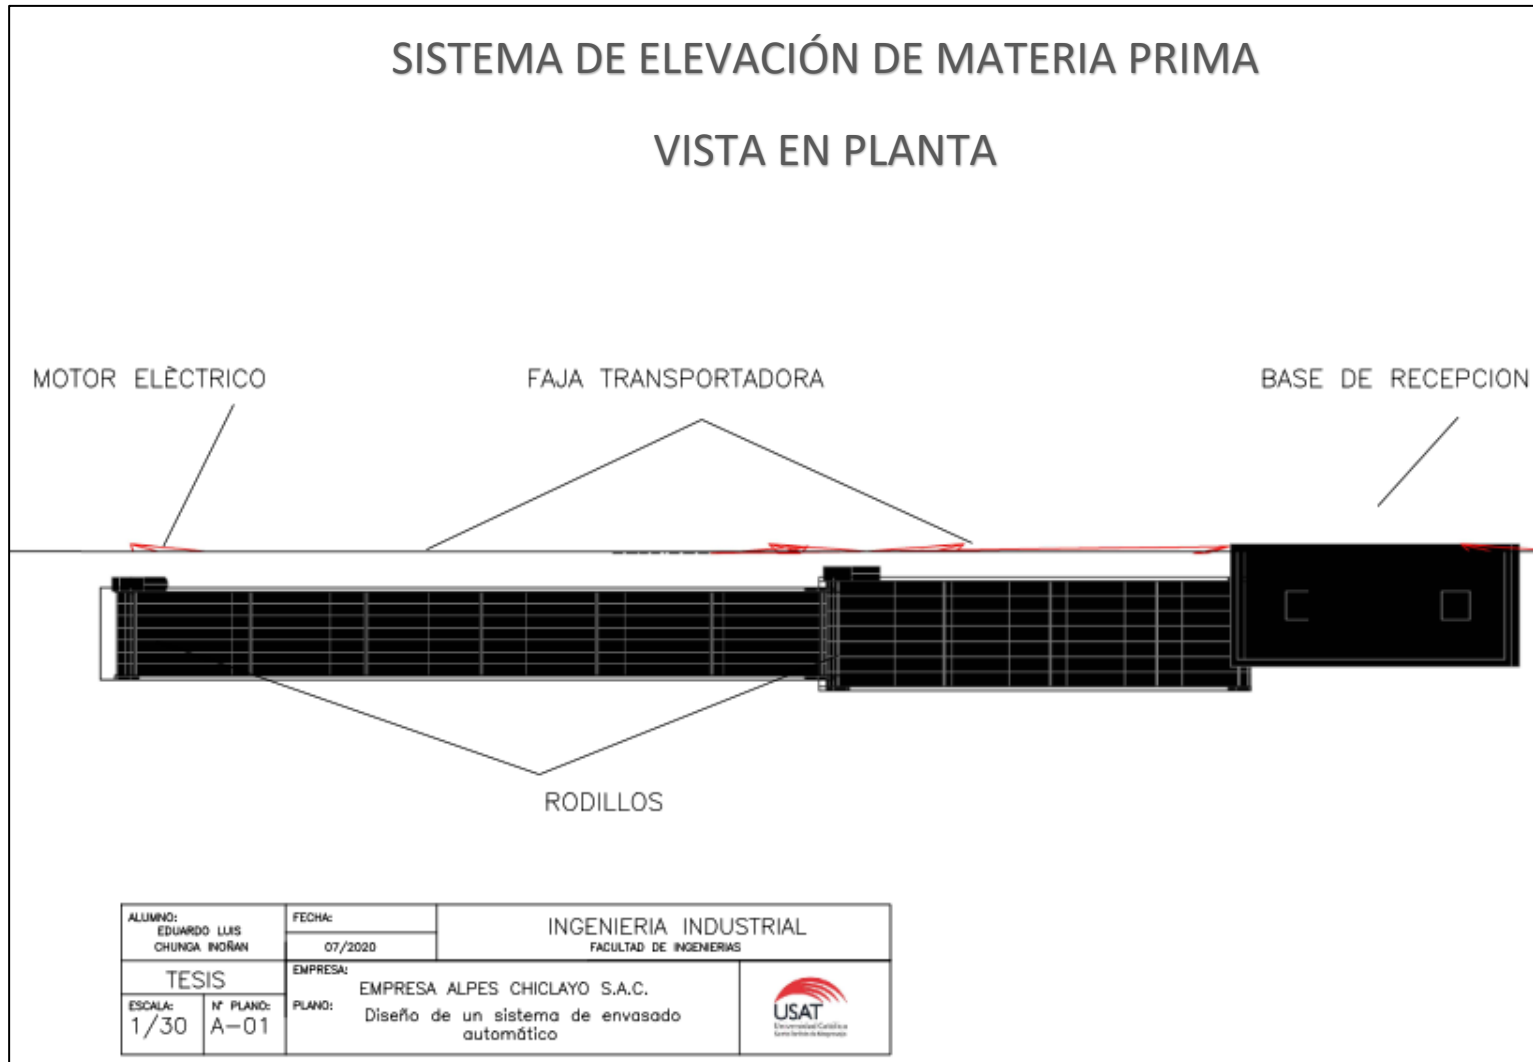 SISTEMA DE ELEVACIÓN DE MATERIA PRIMA
VISTA EN PLANTA
MOTOR ELÈCTRICO
FAJA TRANSPORTADORA
BASE DE RECEPCION
RODILLOS
ALUMNO:
EDUARDO LUIS
CHUNGA INOÑAN
FECHA:
07/2020
INGENIERIA INDUSTRIAL
FACULTAD DE INGENIERIAS
TESIS
ESCALA:
1/30
N° PLANO:
A-01
EMPRESA:
EMPRESA ALPES CHICLAYO S.A.C.
PLANO:
Diseño de un sistema de envasado
automático
USAT
Universidad Católica